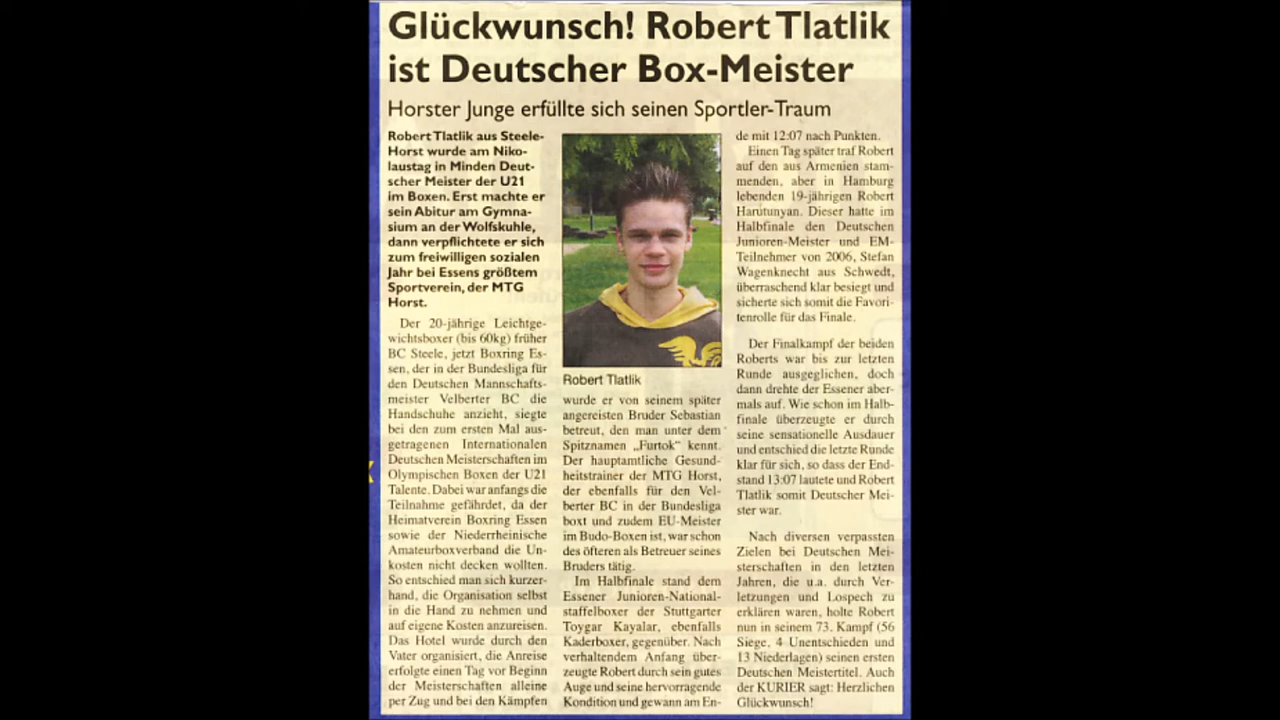 Glückwunsch! Robert Tlatlik
ist Deutscher Box-Meister
Horster Junge erfüllte sich seinen Sportler-Traum
Robert Tlatlik aus Steele-
Horst wurde am Niko-
laustag in Minden Deut-
scher Meister der U21
im Boxen. Erst machte er
sein Abitur am Gymna-
sium an der Wolfskuhle,
dann verpflichtete er sich
zum freiwilligen sozialen
Jahr bei Essens größtem
Sportverein, der MTG
Horst.
Der 20-jährige Leichtge-
wichtsboxer (bis 60kg) früher
BC Steele, jetzt Boxring Es-
sen, der in der Bundesliga für
den Deutschen Mannschafts-
meister Velberter BC die
Handschuhe anzieht, siegte
bei den zum ersten Mal aus-
getragenen Internationalen
Deutschen Meisterschaften im
Olympischen Boxen der U21
Talente. Dabei war anfangs die
Teilnahme gefährdet, da der
Heimatverein Boxring Essen
sowie der Niederrheinische
Amateurboxverband die Un-
kosten nicht decken wollten.
So entschied man sich kurzer-
hand, die Organisation selbst
in die Hand zu nehmen und
auf eigene Kosten anzureisen.
Das Hotel wurde durch den
Vater organisiert, die Anreise
erfolgte einen Tag vor Beginn
der Meisterschaften alleine
per Zug und bei den Kämpfen
Robert Tlatlik
wurde er von seinem später
angereisten Bruder Sebastian
betreut, den man unter dem
Spitznamen „Furtok“ kennt.
Der hauptamtliche Gesund-
heitstrainer der MTG Horst,
der ebenfalls für den Vel-
berter BC in der Bundesliga
boxt und zudem EU-Meister
im Budo-Boxen ist, war schon
des öfteren als Betreuer seines
Bruders tätig.
Im Halbfinale stand dem
Essener Junioren-National-
staffelboxer der Stuttgarter
Toygar Kayalar, ebenfalls
Kaderboxer, gegenüber. Nach
verhaltendem Anfang über-
zeugte Robert durch sein gutes
Auge und seine hervorragende
Kondition und gewann am En-
de mit 12:07 nach Punkten.
Einen Tag später traf Robert
auf den aus Armenien stam-
menden, aber in Hamburg
lebenden 19-jährigen Robert
Harutunyan. Dieser hatte im
Halbfinale den Deutschen
Junioren-Meister und EM-
Teilnehmer von 2006, Stefan
Wagenknecht aus Schwedt,
überraschend klar besiegt und
sicherte sich somit die Favori-
tenrolle für das Finale.
Der Finalkampf der beiden
Roberts war bis zur letzten
Runde ausgeglichen, doch
dann drehte der Essener aber-
mals auf. Wie schon im Halb-
finale überzeugte er durch
seine sensationelle Ausdauer
und entschied die letzte Runde
klar für sich, so dass der End-
stand 13:07 lautete und Robert
Tlatlik somit Deutscher Mei-
ster war.
Nach diversen verpassten
Zielen bei Deutschen Mei-
sterschaften in den letzten
Jahren, die u.a. durch Ver-
letzungen und Lospech zu
erklären waren, holte Robert
nun in seinem 73. Kampf (56
Siege, 4 Unentschieden und
13 Niederlagen) seinen ersten
Deutschen Meistertitel. Auch
der KURIER sagt: Herzlichen
Glückwunsch!